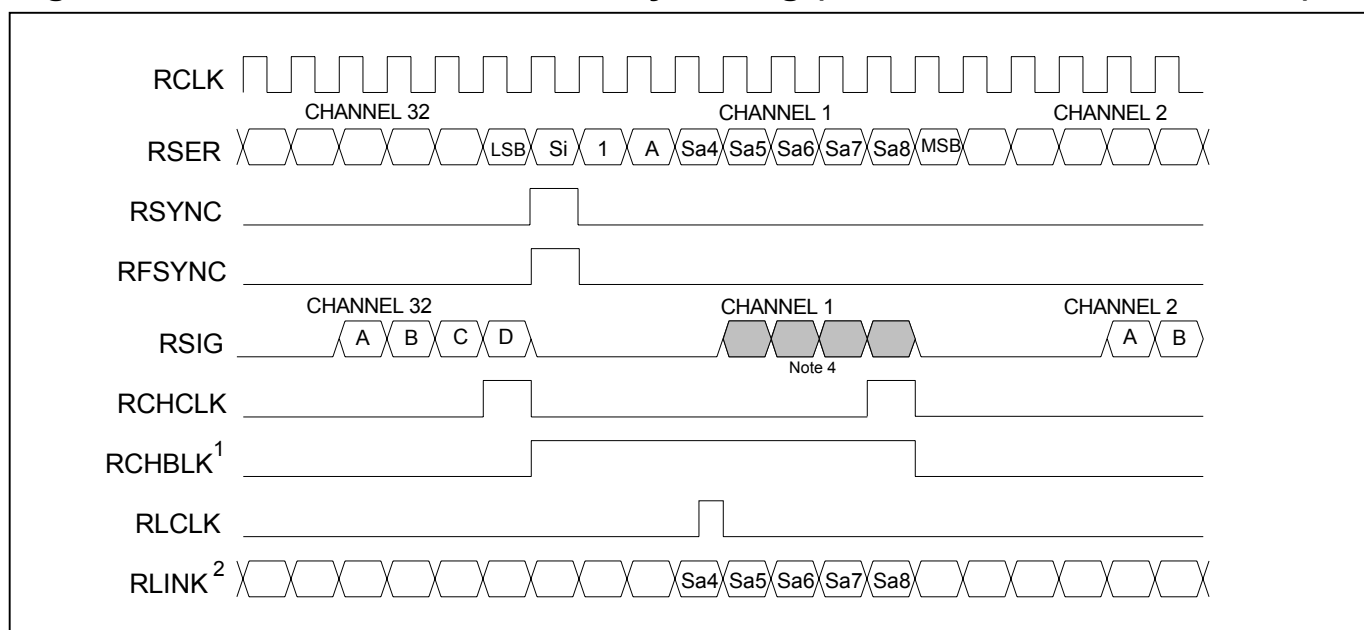 RCLK
CHANNEL 32 CHANNEL 1 CHANNEL 2
RSER LSB Si 1 A Sa4 Sa5 Sa6 Sa7 Sa8 MSB
RSYNC
RFSYNC
CHANNEL 32 CHANNEL 1 CHANNEL 2
RSIG A B C D A B
Note 4
RCHCLK
RCHBLK1
RLCLK
RLINK2 Sa4 Sa5 Sa6 Sa7 Sa8